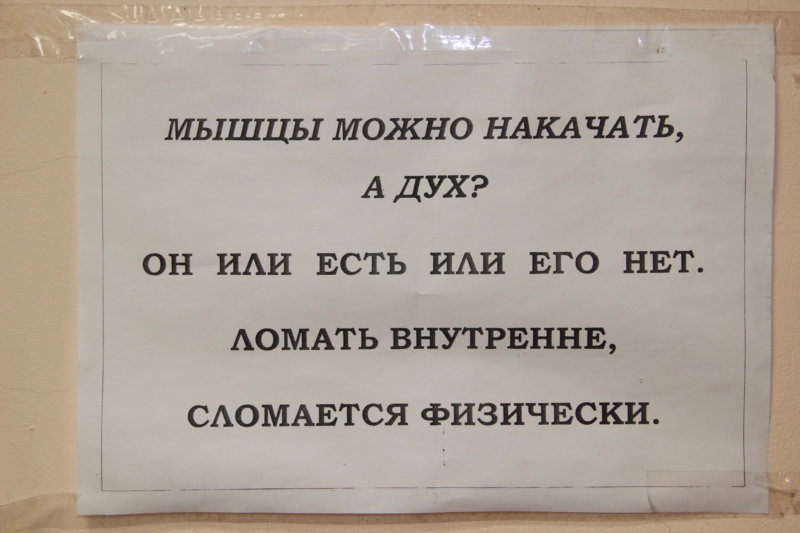 МЫШЦЫ МОЖНО НАКАЧАТЬ,
А ДУХ?
ОН ИЛИ ЕСТЬ ИЛИ ЕГО НЕТ.
ЛОМАТЬ ВНУТРЕННЕ,
СЛОМАЕТСЯ ФИЗИЧЕСКИ.